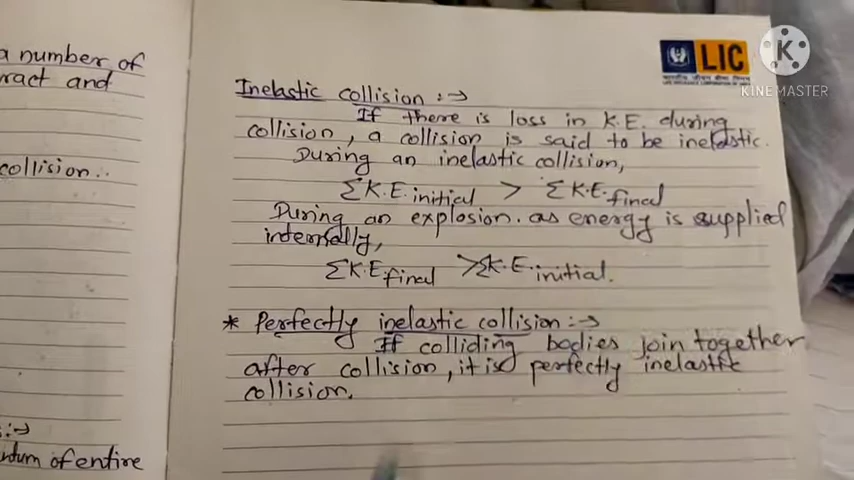 a number of
ract and
collision..
:→
ntum of entire
LIC
KINEMASTER
Inelastic collision :→
If there is loss in K.E. during
collision, a collision is said to be inelastic.
During an inelastic collision,
ΣK.E.initial > ΣK.E.final
During an explosion. as energy is supplied
internally,
ΣK.E final > ΣK.E.initial.
* Perfectly inelastic collision :→
If colliding bodies join together
after collision, it is perfectly inelastic
collision.